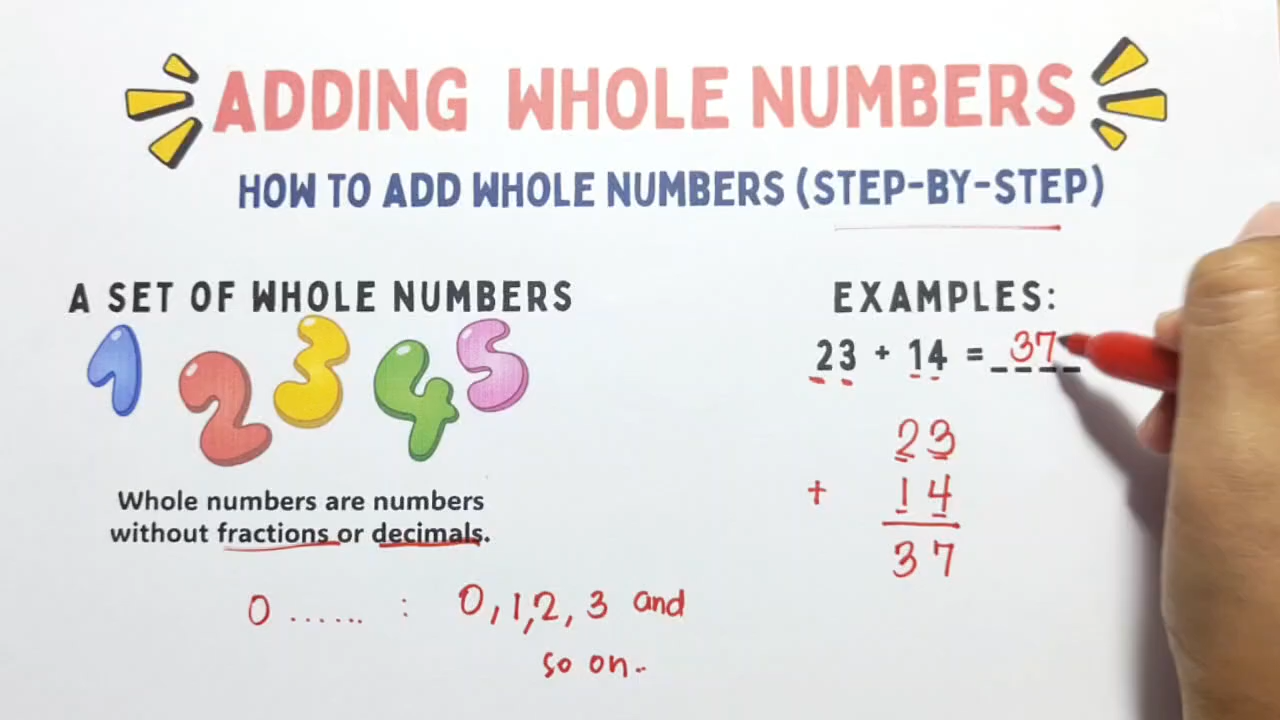 ADDING WHOLE NUMBERS
HOW TO ADD WHOLE NUMBERS (STEP-BY-STEP)
A SET OF WHOLE NUMBERS
1 2 3 4 5
Whole numbers are numbers
without fractions or decimals.
0 ...... : 0, 1, 2, 3 and
so on..
EXAMPLES:
23 + 14 = 37
23
+ 14
37